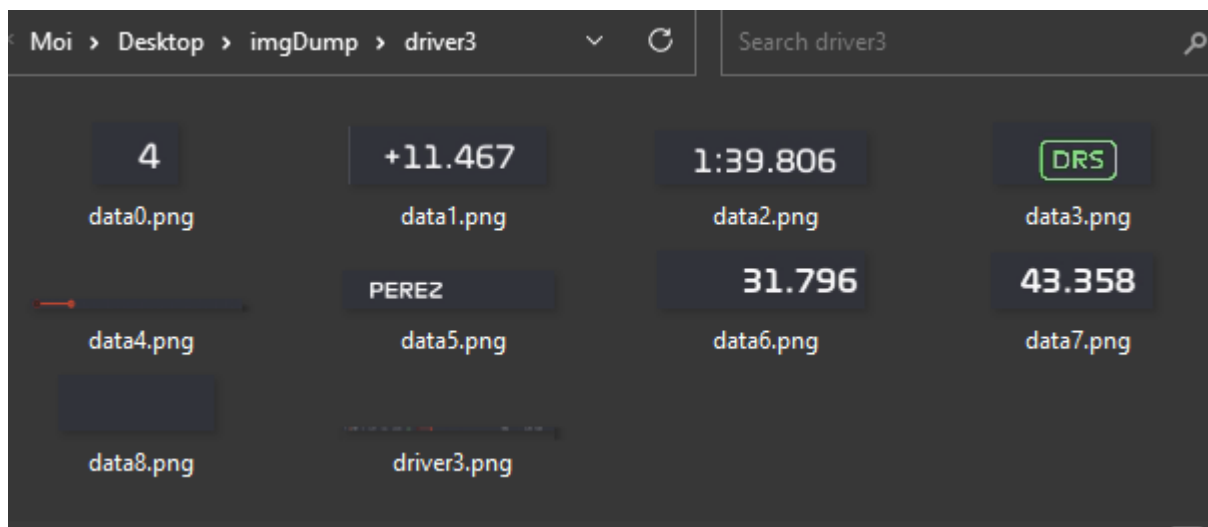 Moi > Desktop > imgDump > driver3
Search driver3
4
+11.467
1:39.806
DRS
data0.png
data1.png
data2.png
data3.png
PEREZ
31.796
43.358
data4.png
data5.png
data6.png
data7.png
data8.png
driver3.png